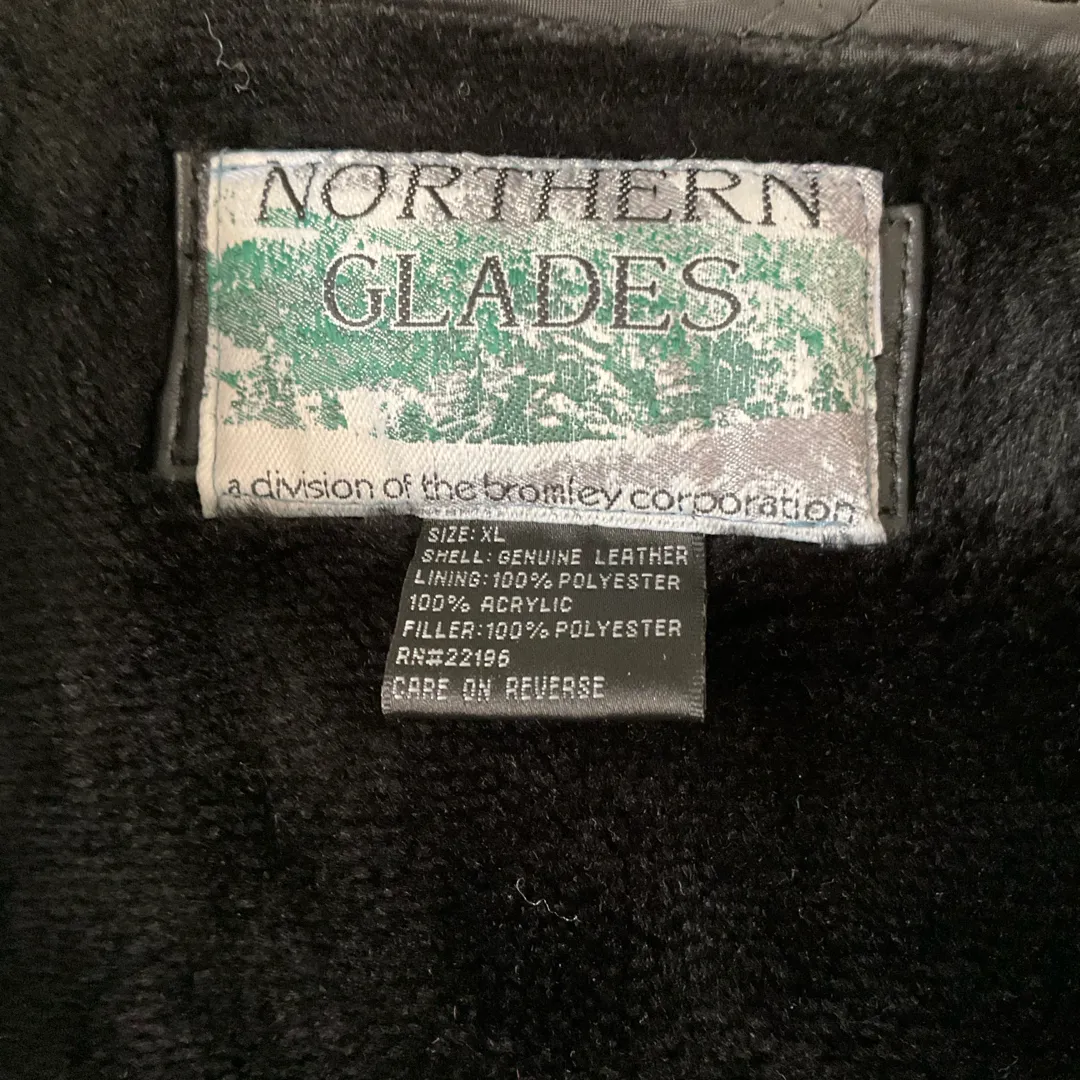 NORTHERN
GLADES
a division of the bromley corporation
SIZE: XL
SHELL: GENUINE LEATHER
LINING: 100% POLYESTER
100% ACRYLIC
FILLER: 100% POLYESTER
RN#22196
CARE ON REVERSE